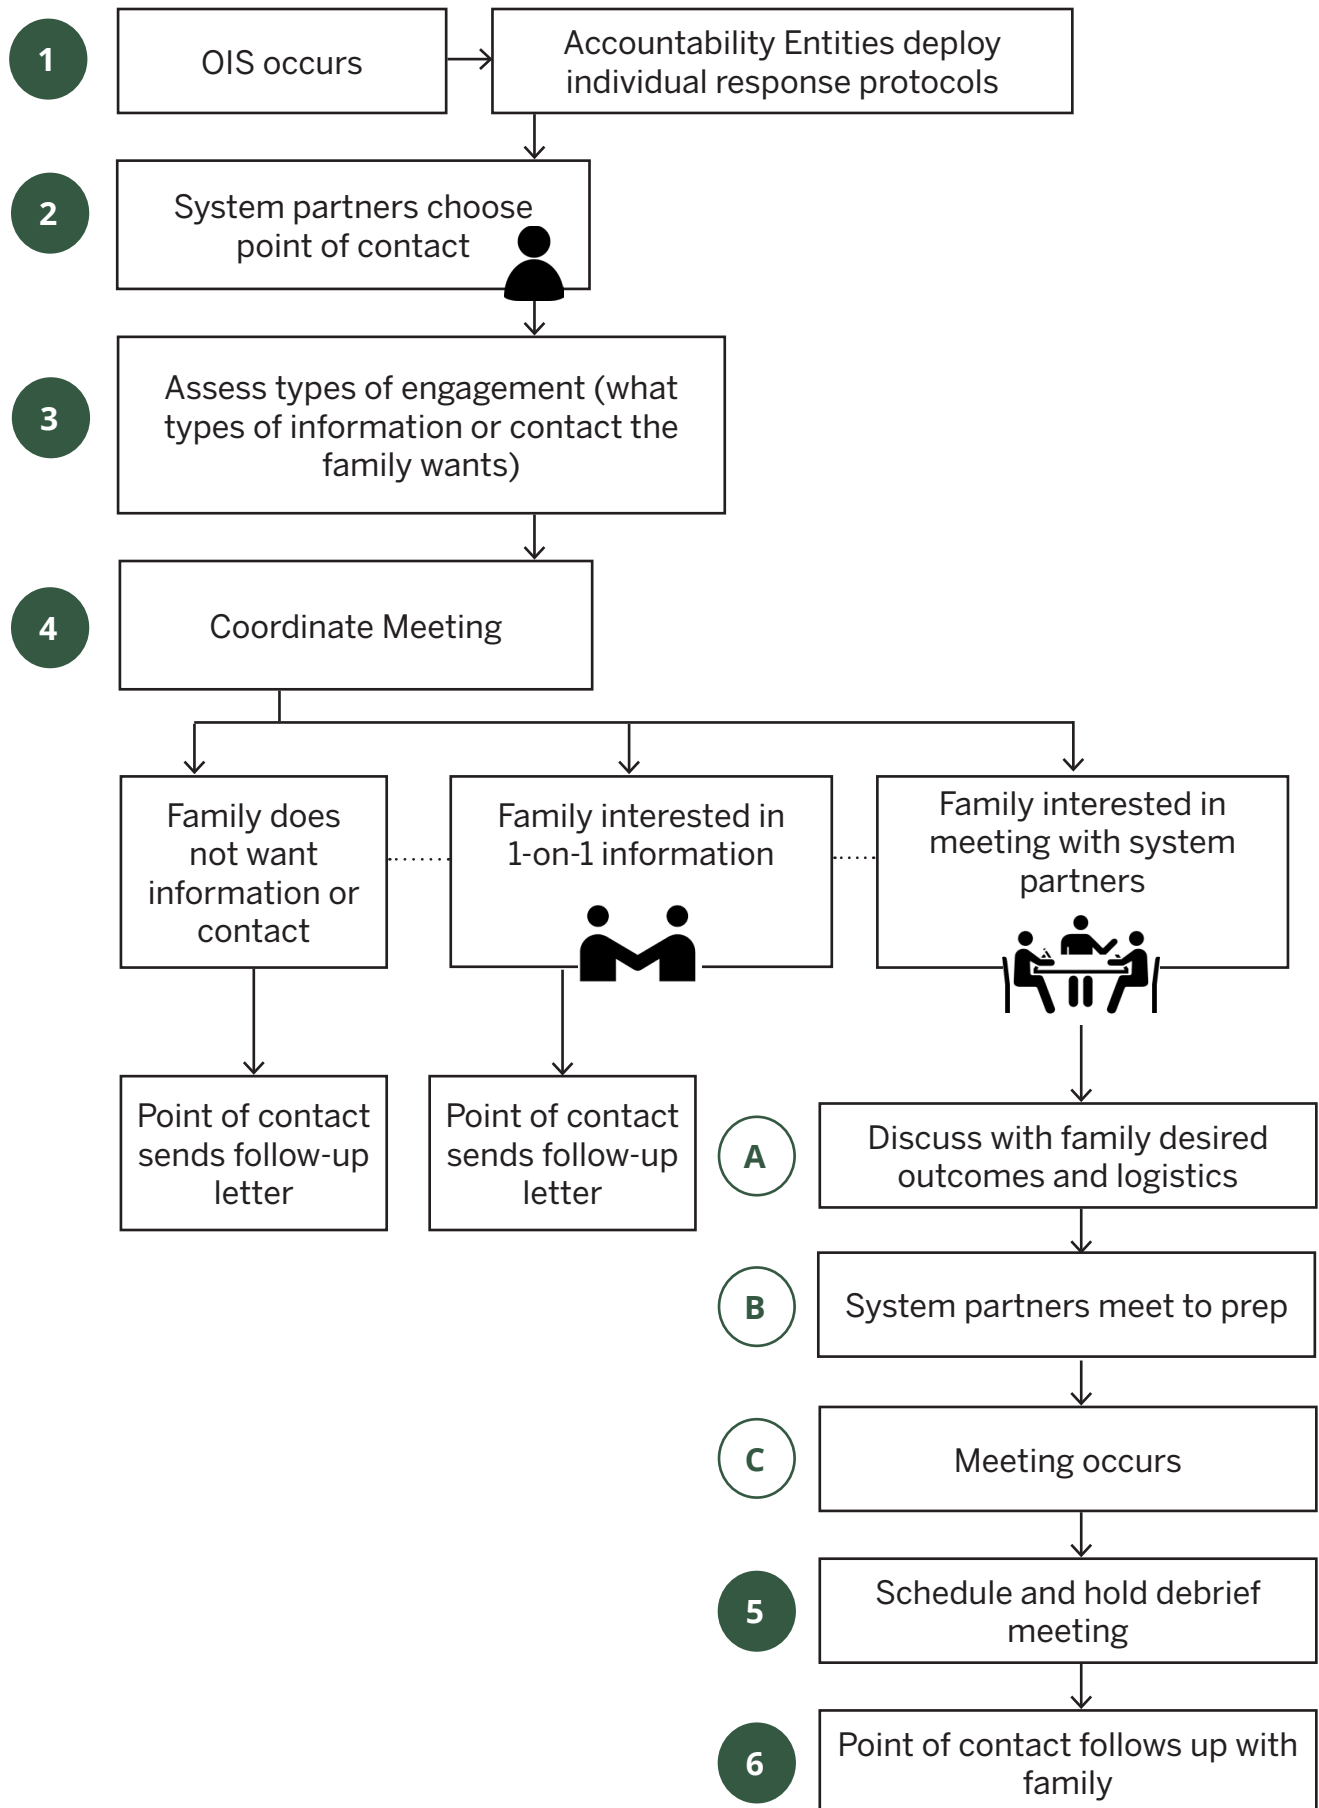 1
OIS occurs
Accountability Entities deploy
individual response protocols
2
System partners choose
point of contact
3
Assess types of engagement (what
types of information or contact the
family wants)
4
Coordinate Meeting
Family does
not want
information or
contact
Family interested in
1-on-1 information
Family interested in
meeting with system
partners
Point of contact
sends follow-up
letter
Point of contact
sends follow-up
letter
A
Discuss with family desired
outcomes and logistics
B
System partners meet to prep
C
Meeting occurs
5
Schedule and hold debrief
meeting
6
Point of contact follows up with
family